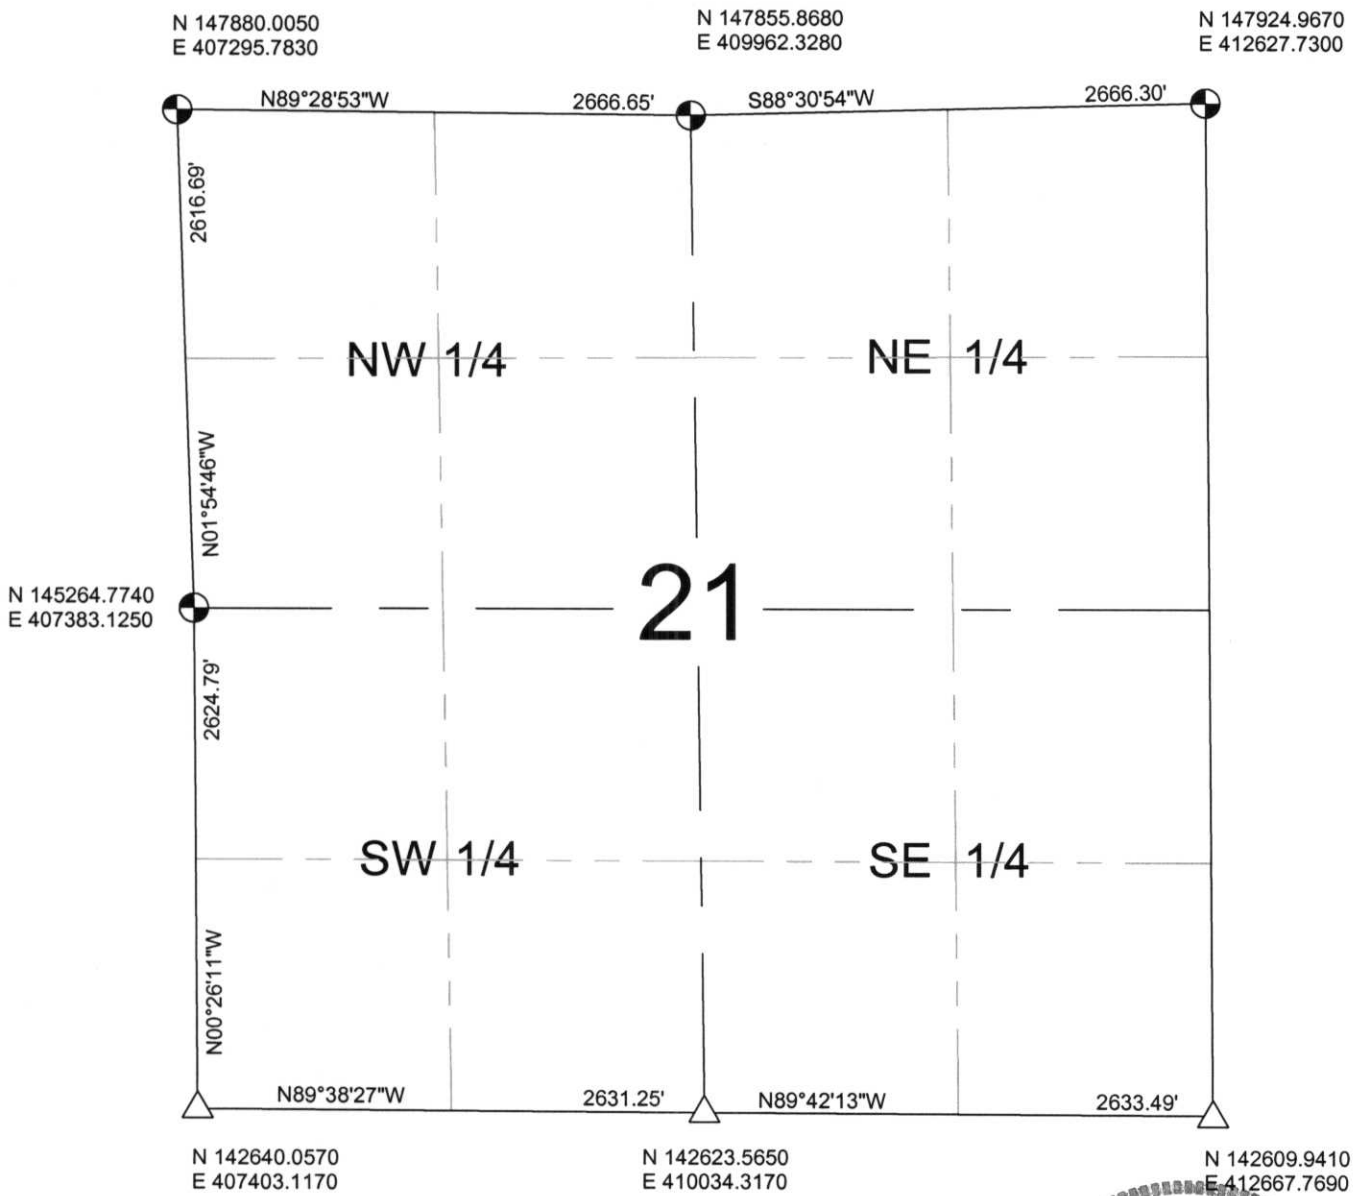 N 147880.0050
E 407295.7830
N 147855.8680
E 409962.3280
N 147924.9670
E 412627.7300
N89°28'53"W
2666.65'
S88°30'54"W
2666.30'
2616.69'
NW 1/4
NE 1/4
N01°54'46"W
21
N 145264.7740
E 407383.1250
2624.79'
SW 1/4
SE 1/4
N00°26'11"W
N89°38'27"W
2631.25'
N89°42'13"W
2633.49'
N 142640.0570
E 407403.1170
N 142623.5650
E 410034.3170
N 142609.9410
E 412667.7690